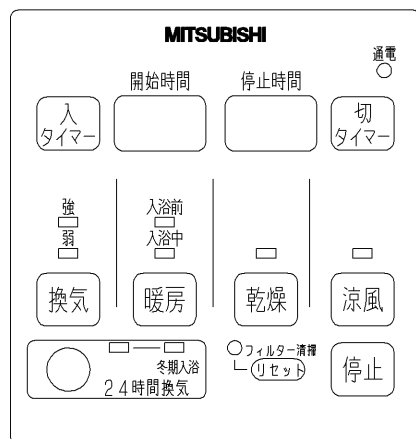 MITSUBISHI
通電
開始時間 停止時間
入
タイマー
切
タイマー
強
弱
入浴前
入浴中
換気 暖房 乾燥 涼風
冬期入浴
24時間換気
フィルター清掃
リセット
停止